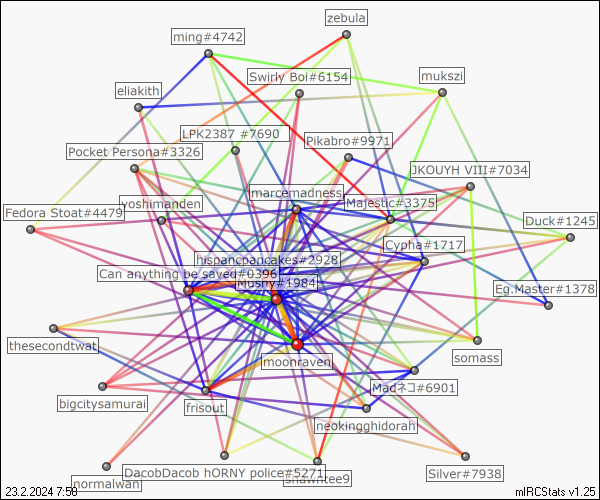 zebula
ming#4742
Swirly Boi#6154
mukszi
eliakith
LPK2387 #7690
Pikabro#9971
Pocket Persona#3326
JKOUYH VIII#7034
marcemadness
Majestic#3375
yoshimanden
Fedora Stoat#4479
Duck#1245
Cypha#1717
hispancpancakes#2928
Can anything be saved#0396
Mushy#1984
Eg.Master#1378
thesecondtwat
moonraven
somass
Madネコ#6901
bigcitysamurai
frisout
neokingghidorah
DacobDacob hORNY police#5271
shawntee9
Silver#7938
normalwan
23.2.2024 7:58
mIRCStats v1.25